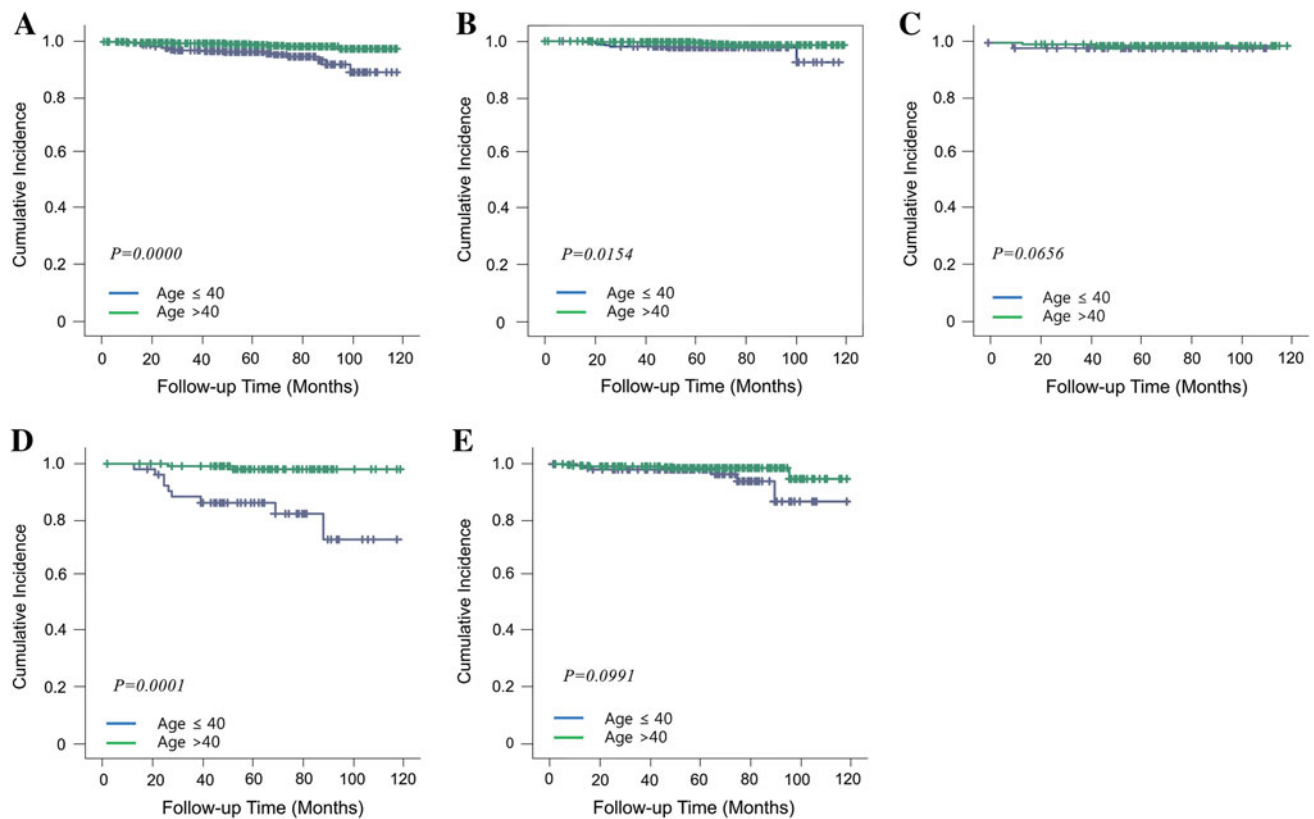 A
Cumulative Incidence
1.0
0.8
0.6
0.4
0.2
0
P=0.0000
Age ≤ 40
Age >40
0 20 40 60 80 100 120
Follow-up Time (Months)
B
Cumulative Incidence
1.0
0.8
0.6
0.4
0.2
0
P=0.0154
Age ≤ 40
Age >40
0 20 40 60 80 100 120
Follow-up Time (Months)
C
Cumulative Incidence
1.0
0.8
0.6
0.4
0.2
0
P=0.0656
Age ≤ 40
Age >40
0 20 40 60 80 100 120
Follow-up Time (Months)
D
Cumulative Incidence
1.0
0.8
0.6
0.4
0.2
0
P=0.0001
Age ≤ 40
Age >40
0 20 40 60 80 100 120
Follow-up Time (Months)
E
Cumulative Incidence
1.0
0.8
0.6
0.4
0.2
0
P=0.0991
Age ≤ 40
Age >40
0 20 40 60 80 100 120
Follow-up Time (Months)